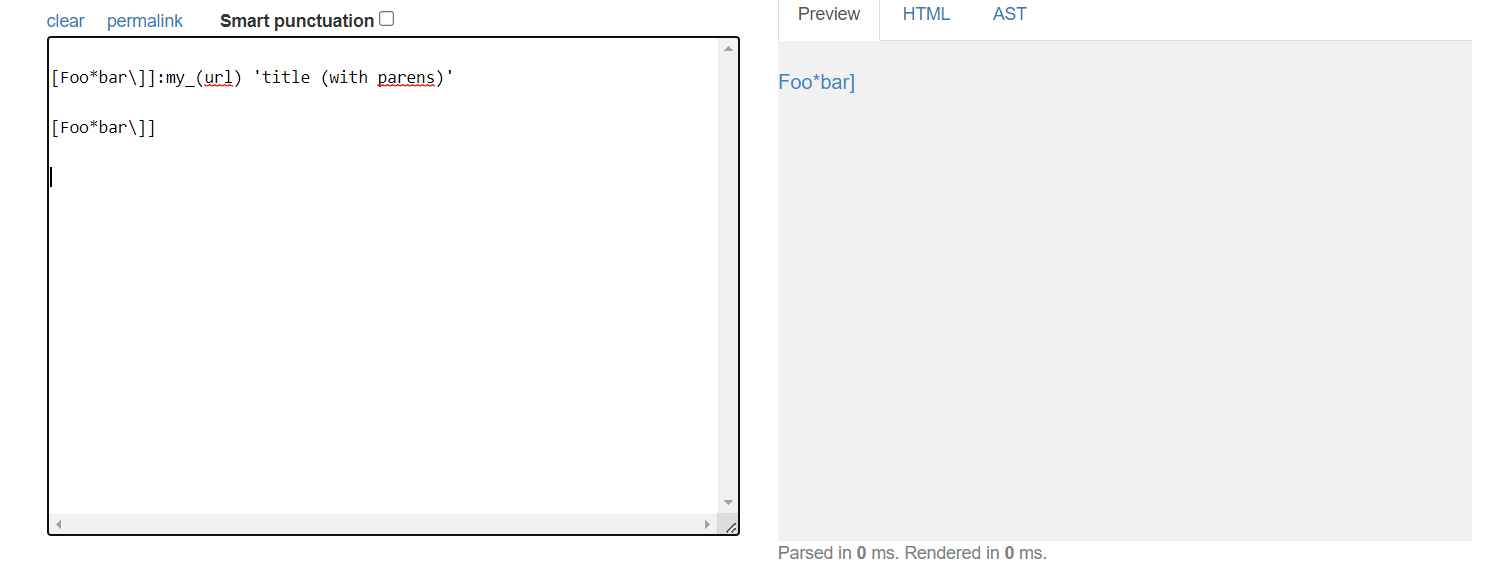 clear permalink Smart punctuation
Preview HTML AST
[Foo*bar\]]:my_(url) 'title (with parens)'
Foo*bar]
[Foo*bar\]]
Parsed in 0 ms. Rendered in 0 ms.